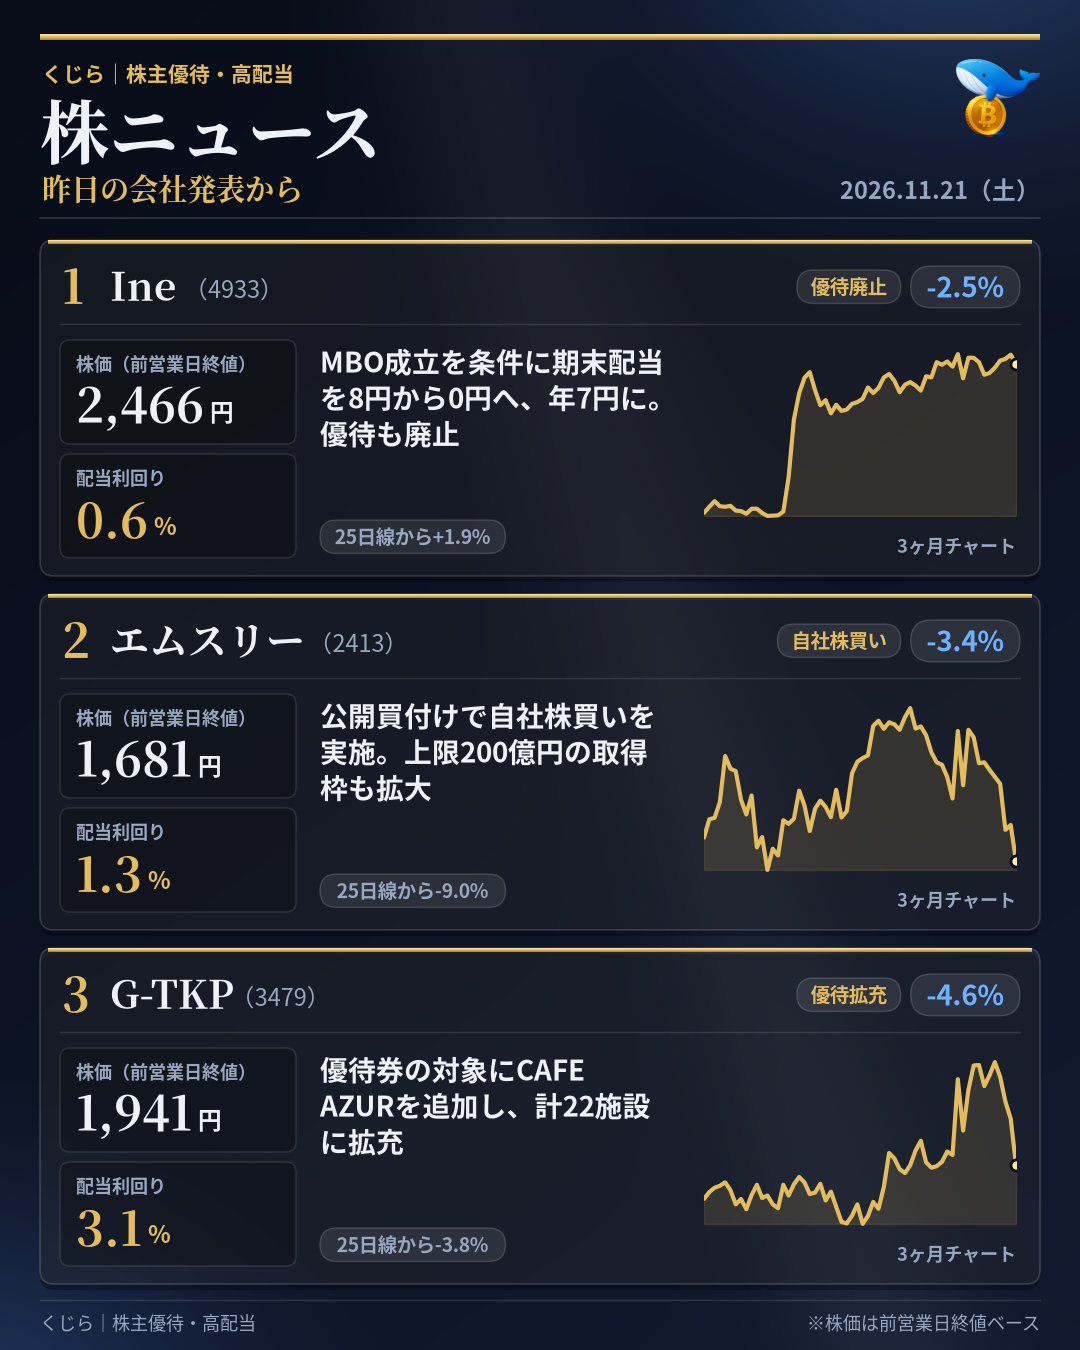 くじら｜株主優待・高配当
株ニュース
昨日の会社発表から
2026.11.21（土）
1 Ine （4933） 優待廃止 -2.5%
株価（前営業日終値）
2,466円
配当利回り
0.6%
MBO成立を条件に期末配当
を8円から0円へ、年7円に。
優待も廃止
25日線から+1.9%
3ヶ月チャート
2 エムスリー （2413） 自社株買い -3.4%
株価（前営業日終値）
1,681円
配当利回り
1.3%
公開買付けで自社株買いを
実施。上限200億円の取得
枠も拡大
25日線から-9.0%
3ヶ月チャート
3 G-TKP （3479） 優待拡充 -4.6%
株価（前営業日終値）
1,941円
配当利回り
3.1%
優待券の対象にCAFE
AZURを追加し、計22施設
に拡充
25日線から-3.8%
3ヶ月チャート
くじら｜株主優待・高配当
※株価は前営業日終値ベース